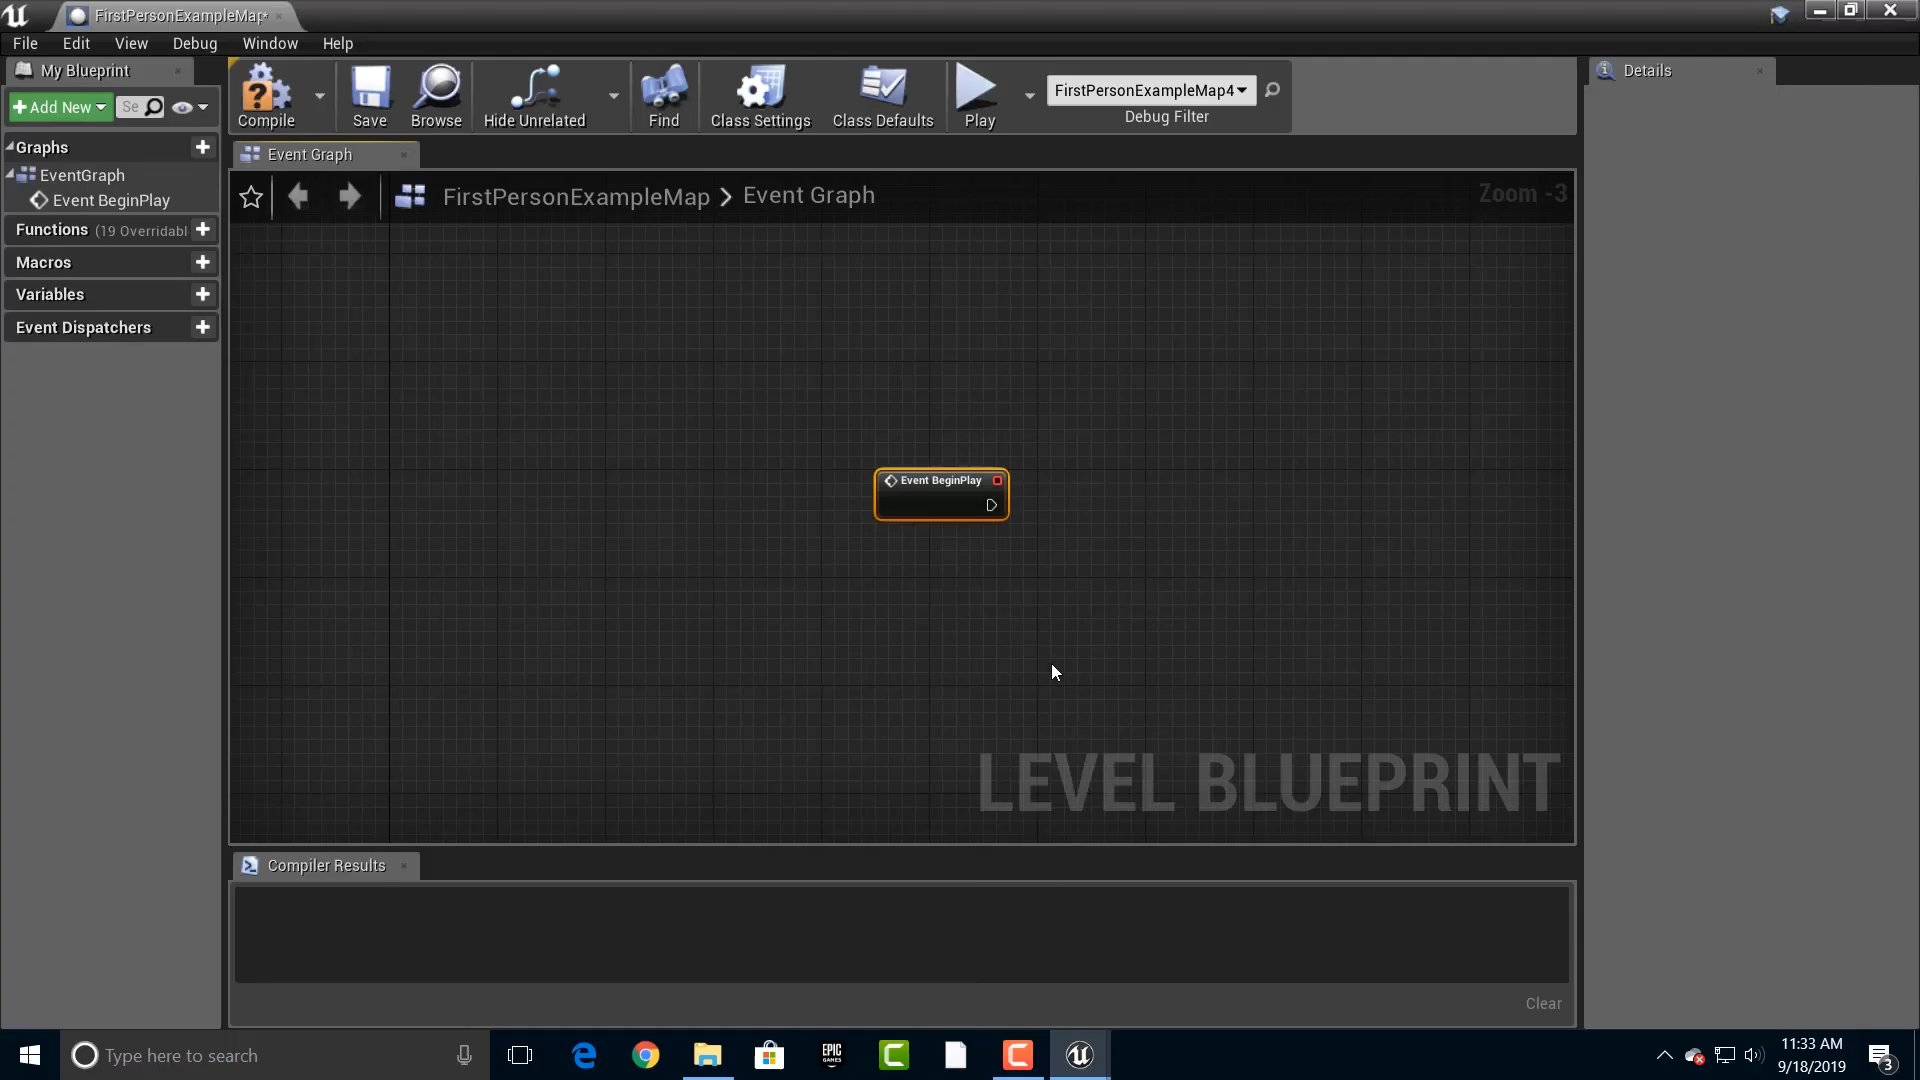 FirstPersonExampleMap*
File Edit View Debug Window Help
My Blueprint
Details
Add New
Se
Compile
Save
Browse
Hide Unrelated
Find
Class Settings
Class Defaults
Play
FirstPersonExampleMap4
Debug Filter
Graphs
EventGraph
Event BeginPlay
Functions (19 Overridabl
Macros
Variables
Event Dispatchers
Event Graph
FirstPersonExampleMap > Event Graph
Zoom -3
Event BeginPlay
LEVEL BLUEPRINT
Compiler Results
Clear
Type here to search
EPIC
GAMES
11:33 AM
9/18/2019
3